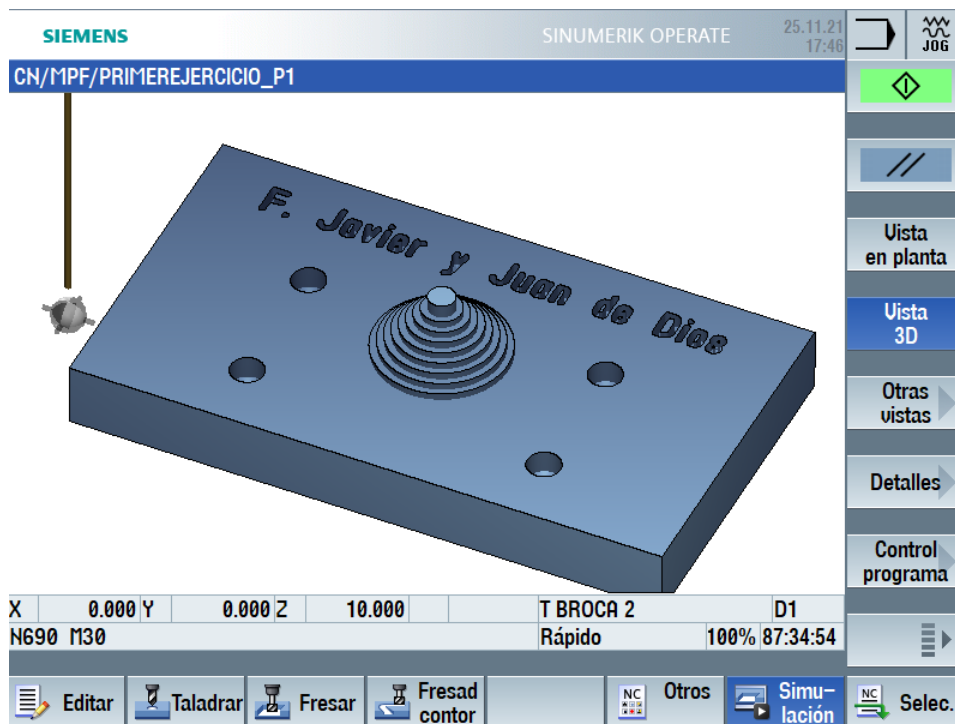 SIEMENS
SINUMERIK OPERATE
25.11.21
17:46
JOG
CN/MPF/PRIMEREJERCICIO_P1
F. Javier y Juan de Dios
Vista
en planta
Vista
3D
Otras
vistas
Detalles
Control
programa
X 0.000 Y 0.000 Z 10.000 T BROCA 2 D1
N690 M30 Rápido 100% 87:34:54
Editar
Taladrar
Fresar
Fresad
contor
NC
Otros
Simu-
lación
NC
Selec.